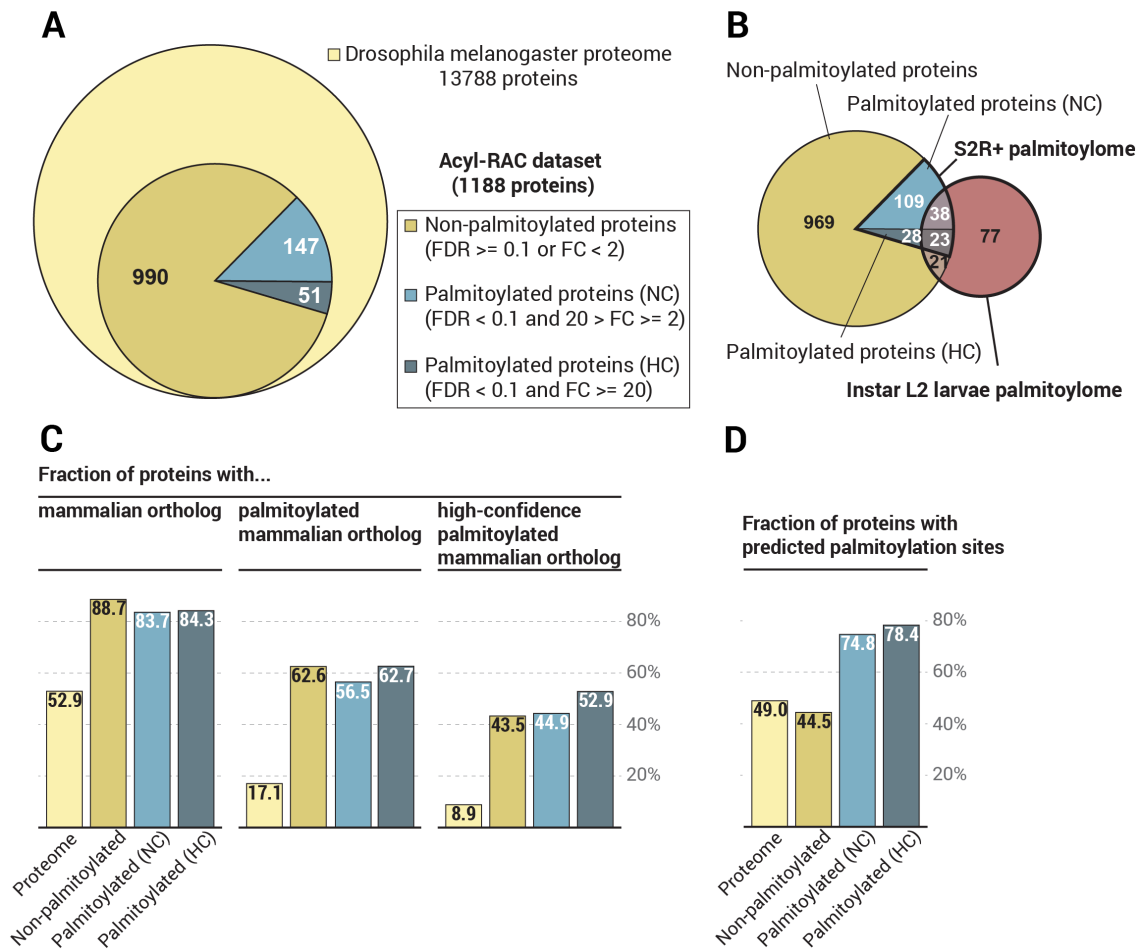 A
Drosophila melanogaster proteome
13788 proteins
Acyl-RAC dataset
(1188 proteins)
990
147
51
Non-palmitoylated proteins
(FDR >= 0.1 or FC < 2)
Palmitoylated proteins (NC)
(FDR < 0.1 and 20 > FC >= 2)
Palmitoylated proteins (HC)
(FDR < 0.1 and FC >= 20)
B
Non-palmitoylated proteins
Palmitoylated proteins (NC)
S2R+ palmitoylome
969
109
38
28
23
21
77
Palmitoylated proteins (HC)
Instar L2 larvae palmitoylome
C
Fraction of proteins with...
mammalian ortholog
palmitoylated
mammalian ortholog
high-confidence
palmitoylated
mammalian ortholog
52.9
88.7
83.7
84.3
17.1
62.6
56.5
62.7
8.9
43.5
44.9
52.9
80%
60%
40%
20%
Proteome
Non-palmitoylated
Palmitoylated (NC)
Palmitoylated (HC)
D
Fraction of proteins with
predicted palmitoylation sites
49.0
44.5
74.8
78.4
80%
60%
40%
20%
Proteome
Non-palmitoylated
Palmitoylated (NC)
Palmitoylated (HC)